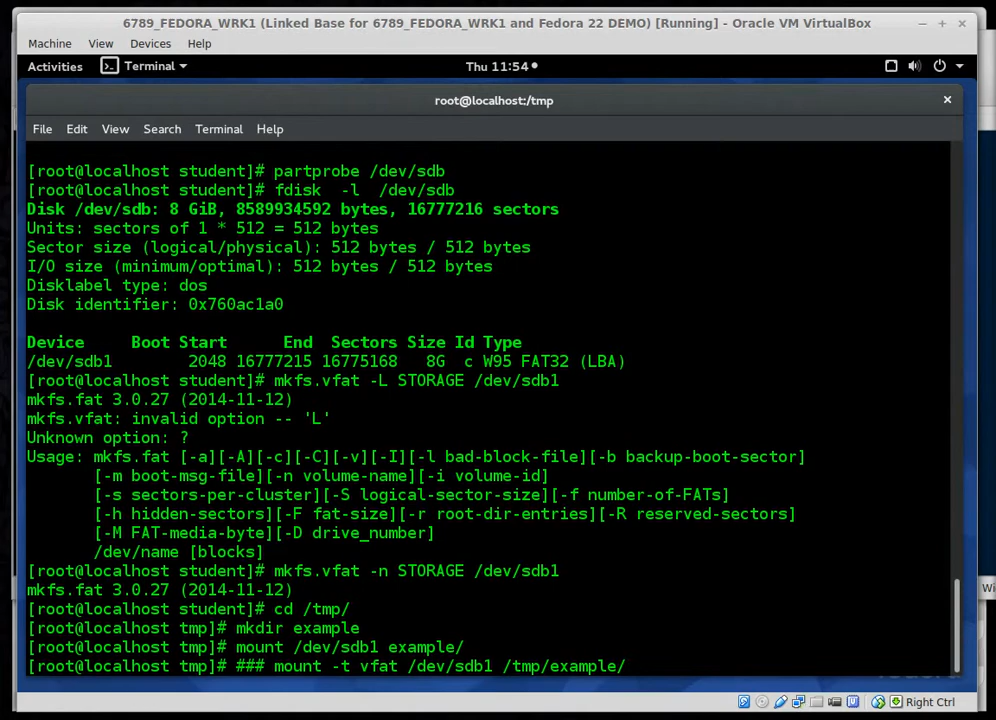 6789_FEDORA_WRK1 (Linked Base for 6789_FEDORA_WRK1 and Fedora 22 DEMO) [Running] - Oracle VM VirtualBox
Machine View Devices Help
Activities Terminal Thu 11:54
root@localhost:/tmp
File Edit View Search Terminal Help
[root@localhost student]# partprobe /dev/sdb
[root@localhost student]# fdisk  -l  /dev/sdb
Disk /dev/sdb: 8 GiB, 8589934592 bytes, 16777216 sectors
Units: sectors of 1 * 512 = 512 bytes
Sector size (logical/physical): 512 bytes / 512 bytes
I/O size (minimum/optimal): 512 bytes / 512 bytes
Disklabel type: dos
Disk identifier: 0x760ac1a0
Device     Boot Start      End  Sectors Size Id Type
/dev/sdb1        2048 16777215 16775168   8G  c W95 FAT32 (LBA)
[root@localhost student]# mkfs.vfat -L STORAGE /dev/sdb1
mkfs.fat 3.0.27 (2014-11-12)
mkfs.vfat: invalid option -- 'L'
Unknown option: ?
Usage: mkfs.fat [-a][-A][-c][-C][-v][-I][-l bad-block-file][-b backup-boot-sector]
[-m boot-msg-file][-n volume-name][-i volume-id]
[-s sectors-per-cluster][-S logical-sector-size][-f number-of-FATs]
[-h hidden-sectors][-F fat-size][-r root-dir-entries][-R reserved-sectors]
[-M FAT-media-byte][-D drive_number]
/dev/name [blocks]
[root@localhost student]# mkfs.vfat -n STORAGE /dev/sdb1
mkfs.fat 3.0.27 (2014-11-12)
[root@localhost student]# cd /tmp/
[root@localhost tmp]# mkdir example
[root@localhost tmp]# mount /dev/sdb1 example/
[root@localhost tmp]# ### mount -t vfat /dev/sdb1 /tmp/example/
Right Ctrl